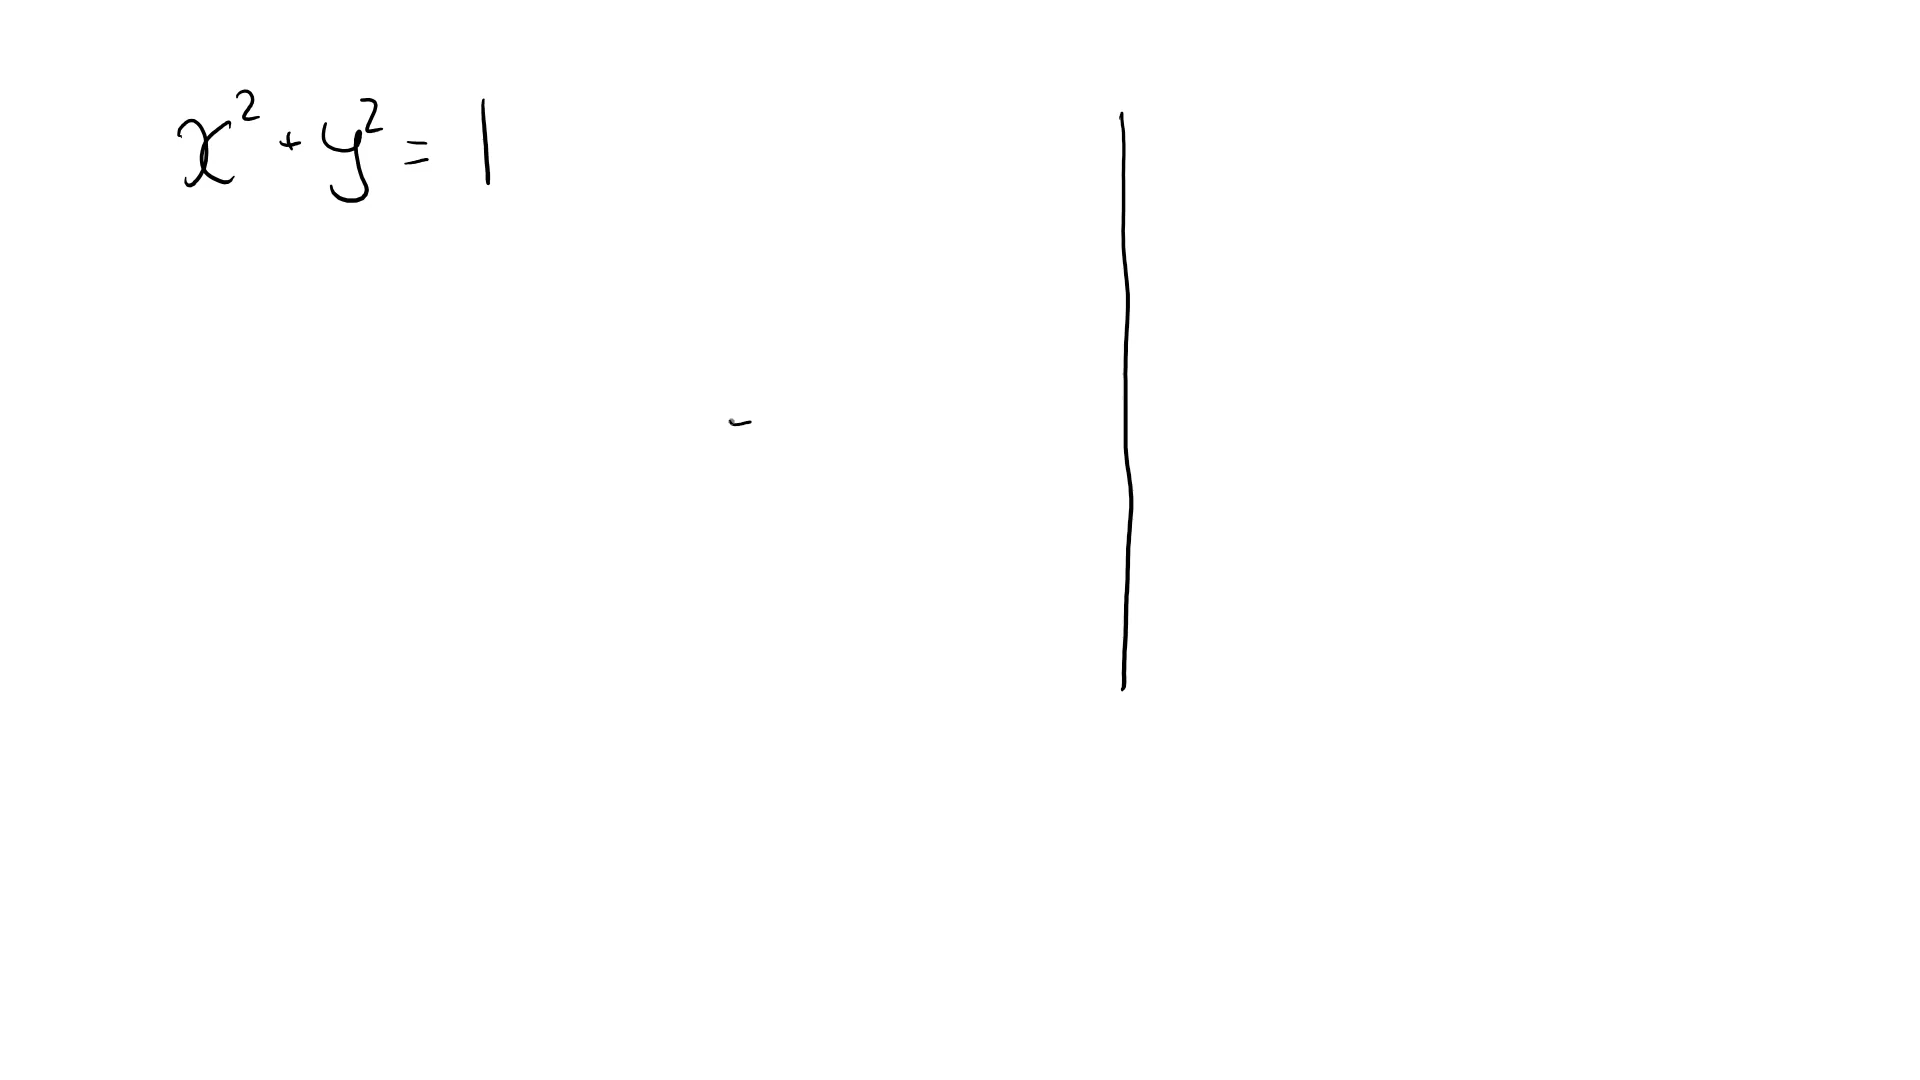 x² + y² = 1